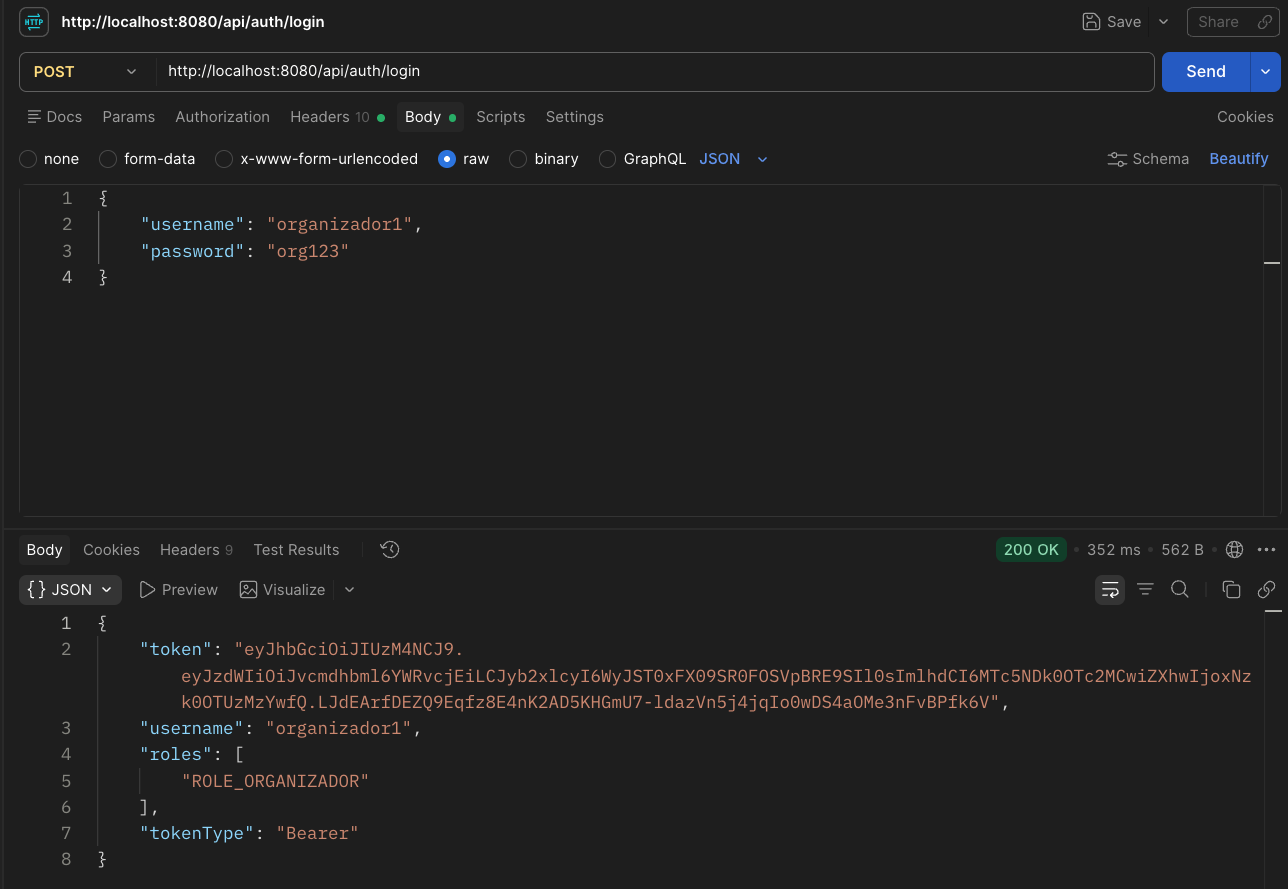 HTTP http://localhost:8080/api/auth/login Save Share
POST http://localhost:8080/api/auth/login Send
Docs Params Authorization Headers 10 Body Scripts Settings Cookies
none form-data x-www-form-urlencoded raw binary GraphQL JSON Schema Beautify
1 {
2 "username": "organizador1",
3 "password": "org123"
4 }
Body Cookies Headers 9 Test Results 200 OK • 352 ms • 562 B •
{} JSON Preview Visualize
1 {
2 "token": "eyJhbGciOiJIUzM4NCJ9.
eyJzdWIiOiJvcmdhbml6YWRvcjEiLCJyb2xlcyI6WyJST0xFX09SR0FOSVpBRE9SIl0sImlhdCI6MTc5NDk0OTc2MCwiZXhwIjoxNz
k0OTUzMzYwfQ.LJdEArfDEZQ9Eqfz8E4nK2AD5KHGmU7-ldazVn5j4jqIo0wDS4aOMe3nFvBPfk6V",
3 "username": "organizador1",
4 "roles": [
5 "ROLE_ORGANIZADOR"
6 ],
7 "tokenType": "Bearer"
8 }